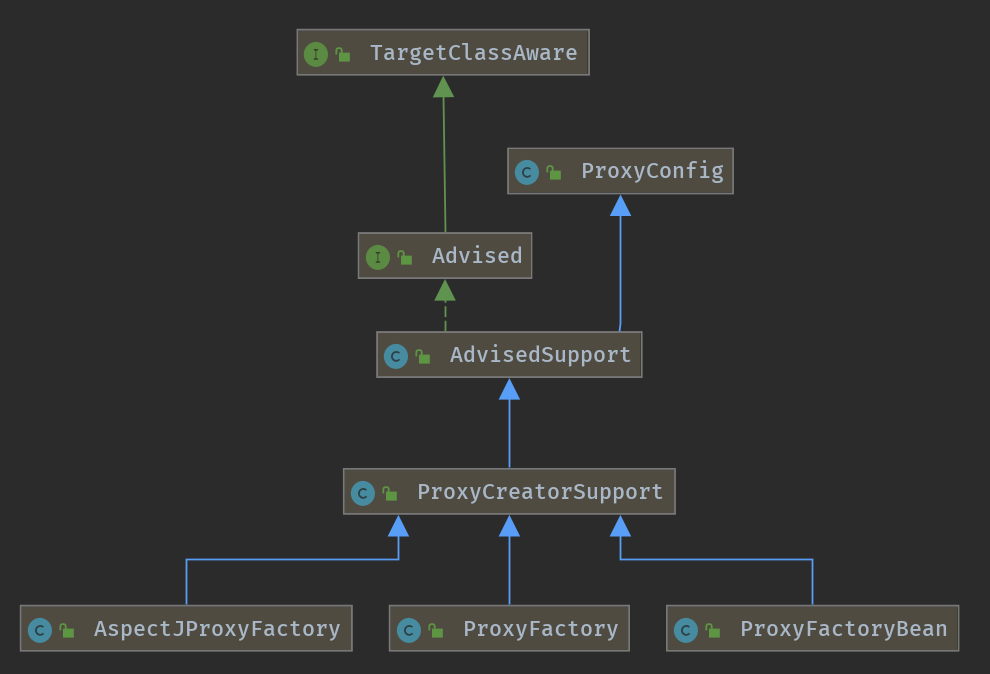 I TargetClassAware
C ProxyConfig
I Advised
C AdvisedSupport
C ProxyCreatorSupport
C AspectJProxyFactory
C ProxyFactory
C ProxyFactoryBean